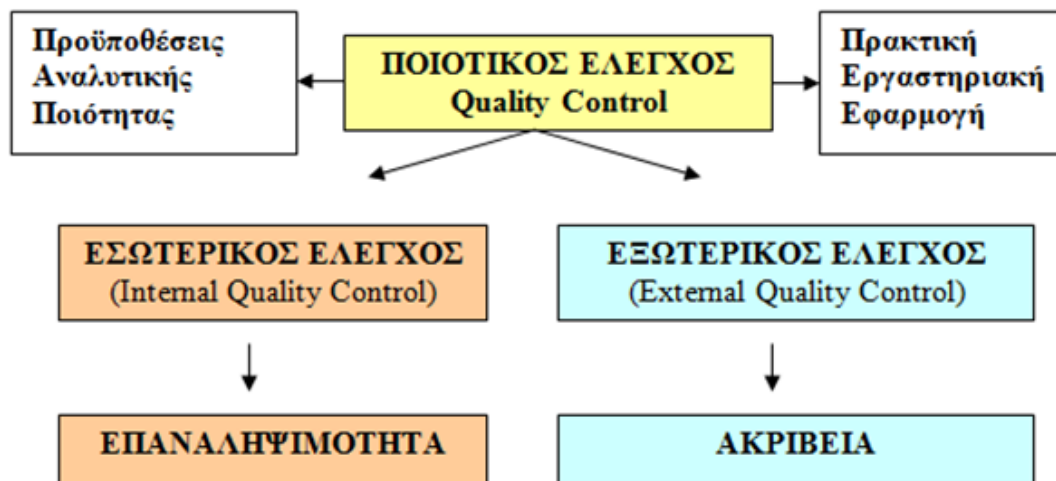 Προϋποθέσεις
Αναλυτικής
Ποιότητας
ΠΟΙΟΤΙΚΟΣ ΕΛΕΓΧΟΣ
Quality Control
Πρακτική
Εργαστηριακή
Εφαρμογή
ΕΣΩΤΕΡΙΚΟΣ ΕΛΕΓΧΟΣ
(Internal Quality Control)
ΕΞΩΤΕΡΙΚΟΣ ΕΛΕΓΧΟΣ
(External Quality Control)
ΕΠΑΝΑΛΗΨΙΜΟΤΗΤΑ
ΑΚΡΙΒΕΙΑ